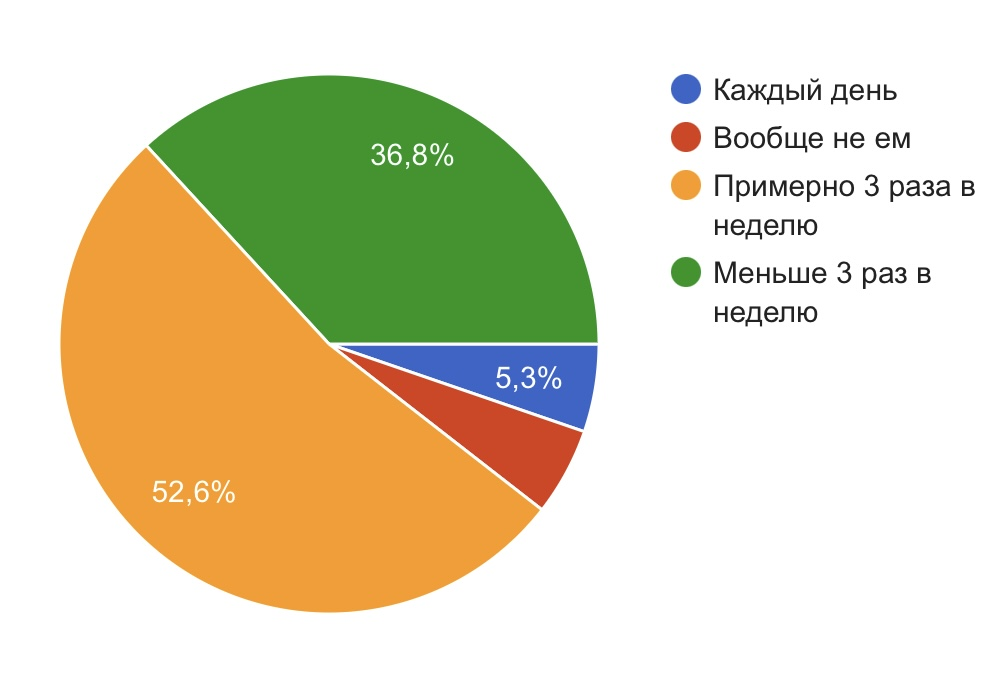 Каждый день
Вообще не ем
Примерно 3 раза в
неделю
Меньше 3 раз в
неделю
36,8%
5,3%
52,6%